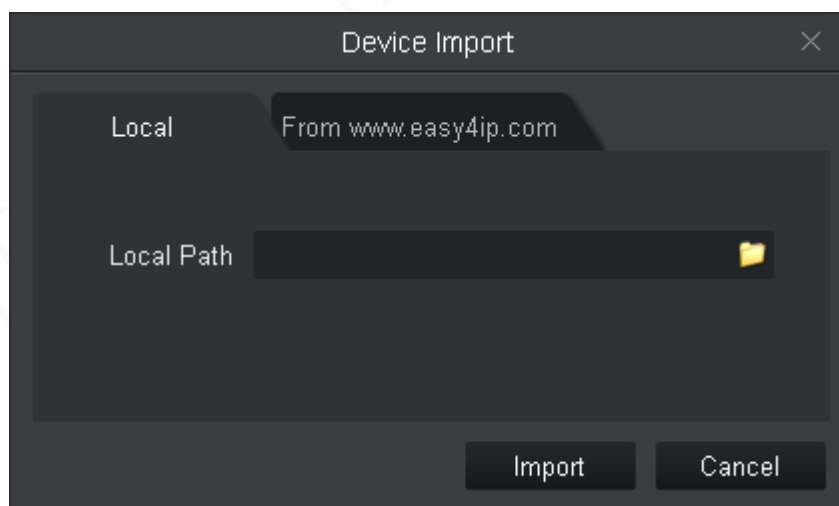 Device Import
Local
From www.easy4ip.com
Local Path
Import
Cancel